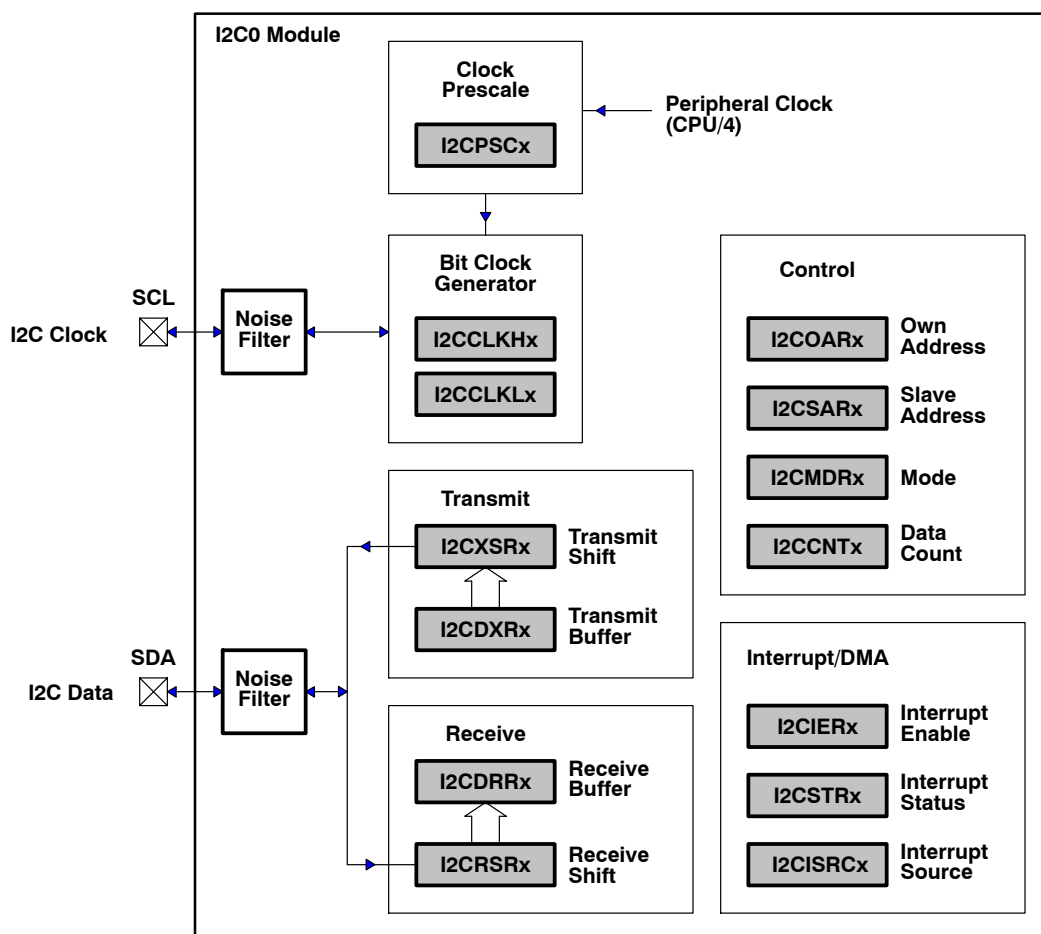 I2C0 Module
Clock
Prescale
I2CPSCx
Peripheral Clock
(CPU/4)
Bit Clock
Generator
I2CCLKHx
I2CCLKLx
SCL
I2C Clock
Noise
Filter
Control
I2COARx
Own
Address
I2CSARx
Slave
Address
I2CMDRx
Mode
I2CCNTx
Data
Count
Transmit
I2CXSRx
Transmit
Shift
I2CDXRx
Transmit
Buffer
SDA
I2C Data
Noise
Filter
Receive
I2CDRRx
Receive
Buffer
I2CRSRx
Receive
Shift
Interrupt/DMA
I2CIERx
Interrupt
Enable
I2CSTRx
Interrupt
Status
I2CISRCx
Interrupt
Source